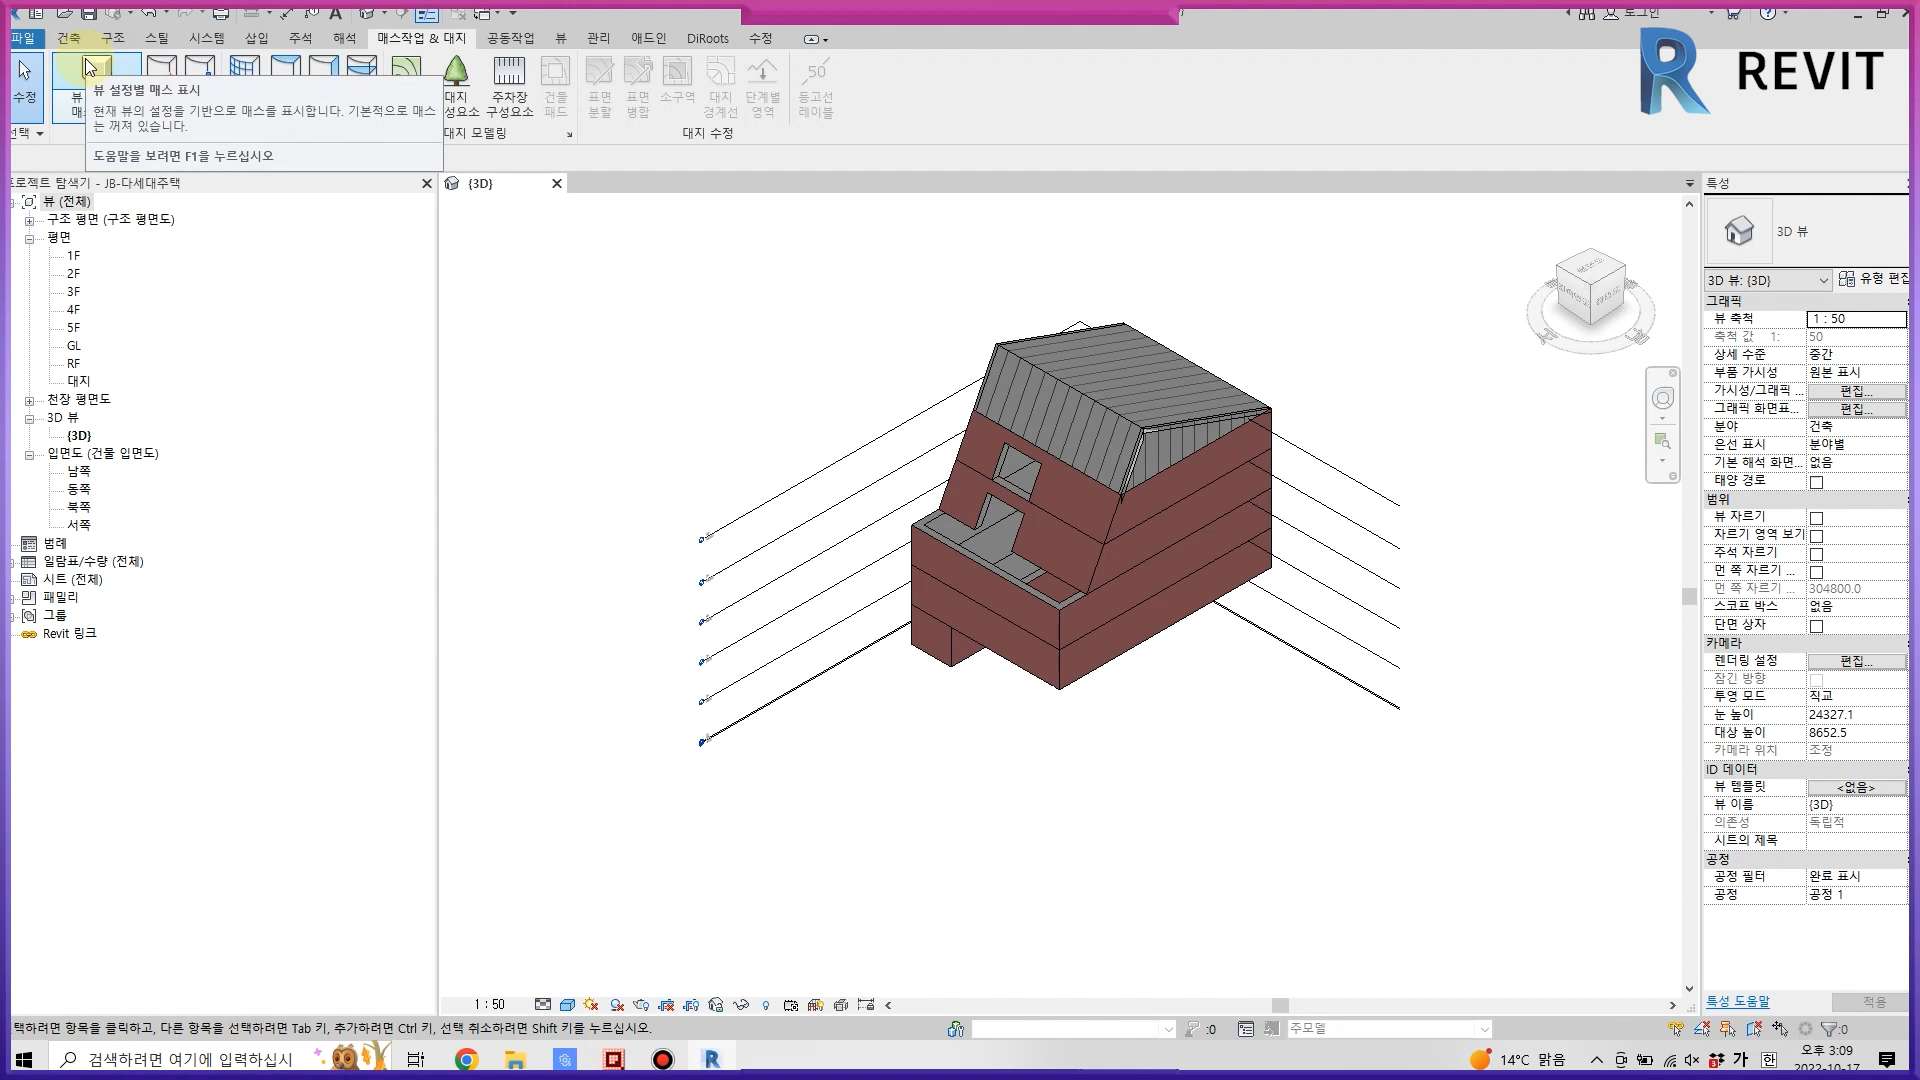 로그인
파일 건축 구조 스틸 시스템 삽입 주석 해석 매스작업 & 대지 공동작업 뷰 관리 애드인 DiRoots 수정
REVIT
수정
뷰 설정별 매스 표시
현재 뷰의 설정을 기반으로 매스를 표시합니다. 기본적으로 매스
는 꺼져 있습니다.
도움말을 보려면 F1을 누르십시오
대지
주차장
구성요소
건물
패드
표면
분할
표면
병합
소구역
대지
경계선
단계별
영역
50
등고선
레이블
대지 모델링
대지 수정
프로젝트 탐색기 - JB-다세대주택
{3D}
특성
뷰 (전체)
구조 평면 (구조 평면도)
평면
1F
2F
3F
4F
5F
GL
RF
대지
천장 평면도
3D 뷰
{3D}
입면도 (건물 입면도)
남쪽
동쪽
북쪽
서쪽
범례
일람표/수량 (전체)
시트 (전체)
패밀리
그룹
Revit 링크
3D 뷰
3D 뷰: {3D} 유형 편집
그래픽
뷰 축척 1 : 50
축척 값 1: 50
상세 수준 중간
부품 가시성 원본 표시
가시성/그래픽 ... 편집...
그래픽 화면표... 편집...
분야 건축
은선 표시 분야별
기본 해석 화면... 없음
태양 경로
범위
뷰 자르기
자르기 영역 보기
주석 자르기
먼 쪽 자르기 ...
먼 쪽 자르기 ... 304800.0
스코프 박스 없음
단면 상자
카메라
렌더링 설정 편집...
잠긴 방향
투영 모드 직교
눈 높이 24327.1
대상 높이 8652.5
카메라 위치 조정
ID 데이터
뷰 템플릿 <없음>
뷰 이름 {3D}
의존성 독립적
시트의 제목
공정
공정 필터 완료 표시
공정 공정 1
특성 도움말 적용
1 : 50
택하려면 항목을 클릭하고, 다른 항목을 선택하려면 Tab 키, 추가하려면 Ctrl 키, 선택 취소하려면 Shift 키를 누르십시오.
:0
주모델
:0
검색하려면 여기에 입력하십시
14°C 맑음
가
한
오후 3:09
2022-10-17